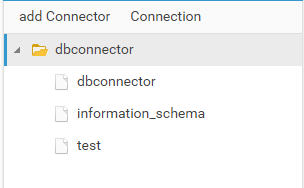 add Connector Connection
dbconnector
dbconnector
information_schema
test